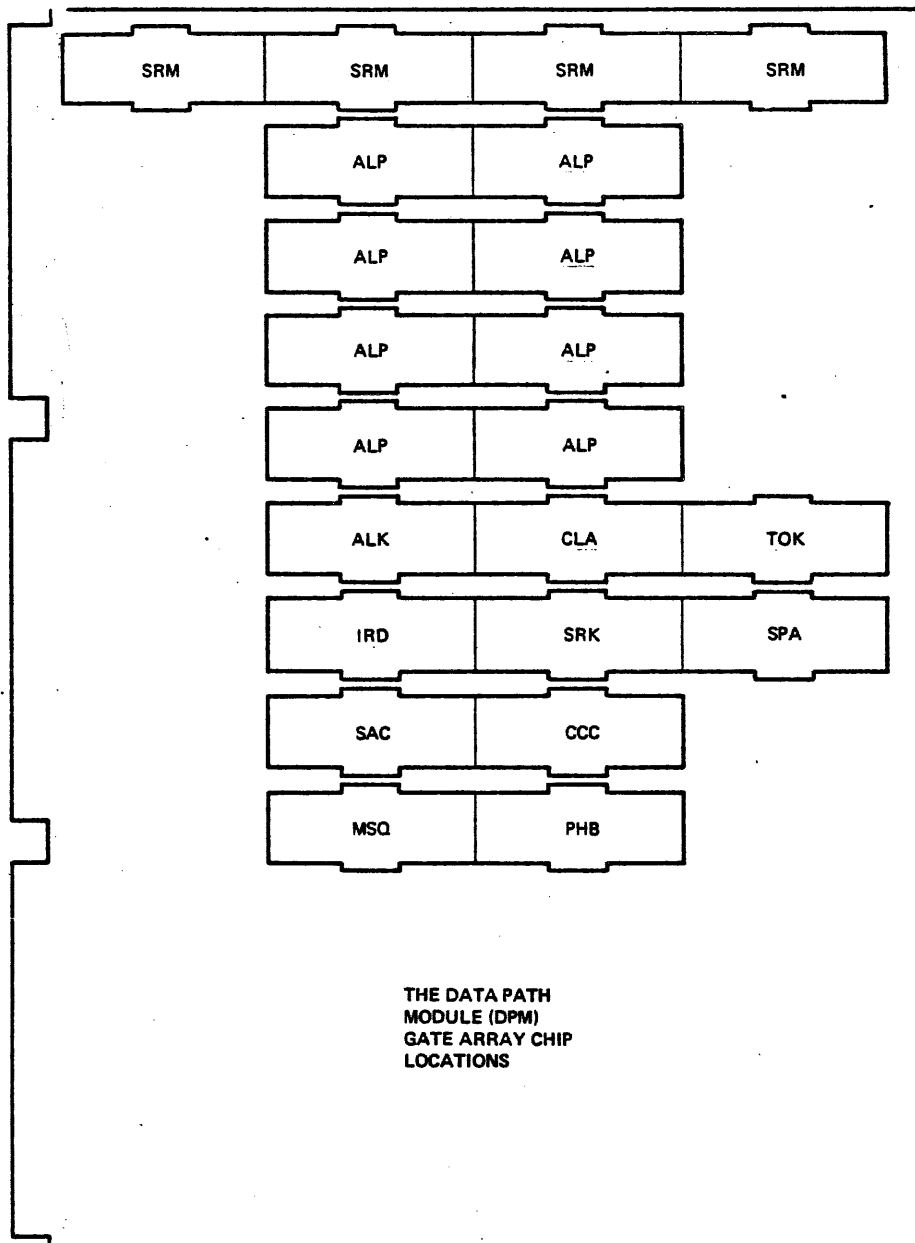 SRM SRM SRM SRM
ALP ALP
ALP ALP
ALP ALP
ALP ALP
ALK CLA TOK
IRD SRK SPA
SAC CCC
MSQ PHB
THE DATA PATH
MODULE (DPM)
GATE ARRAY CHIP
LOCATIONS